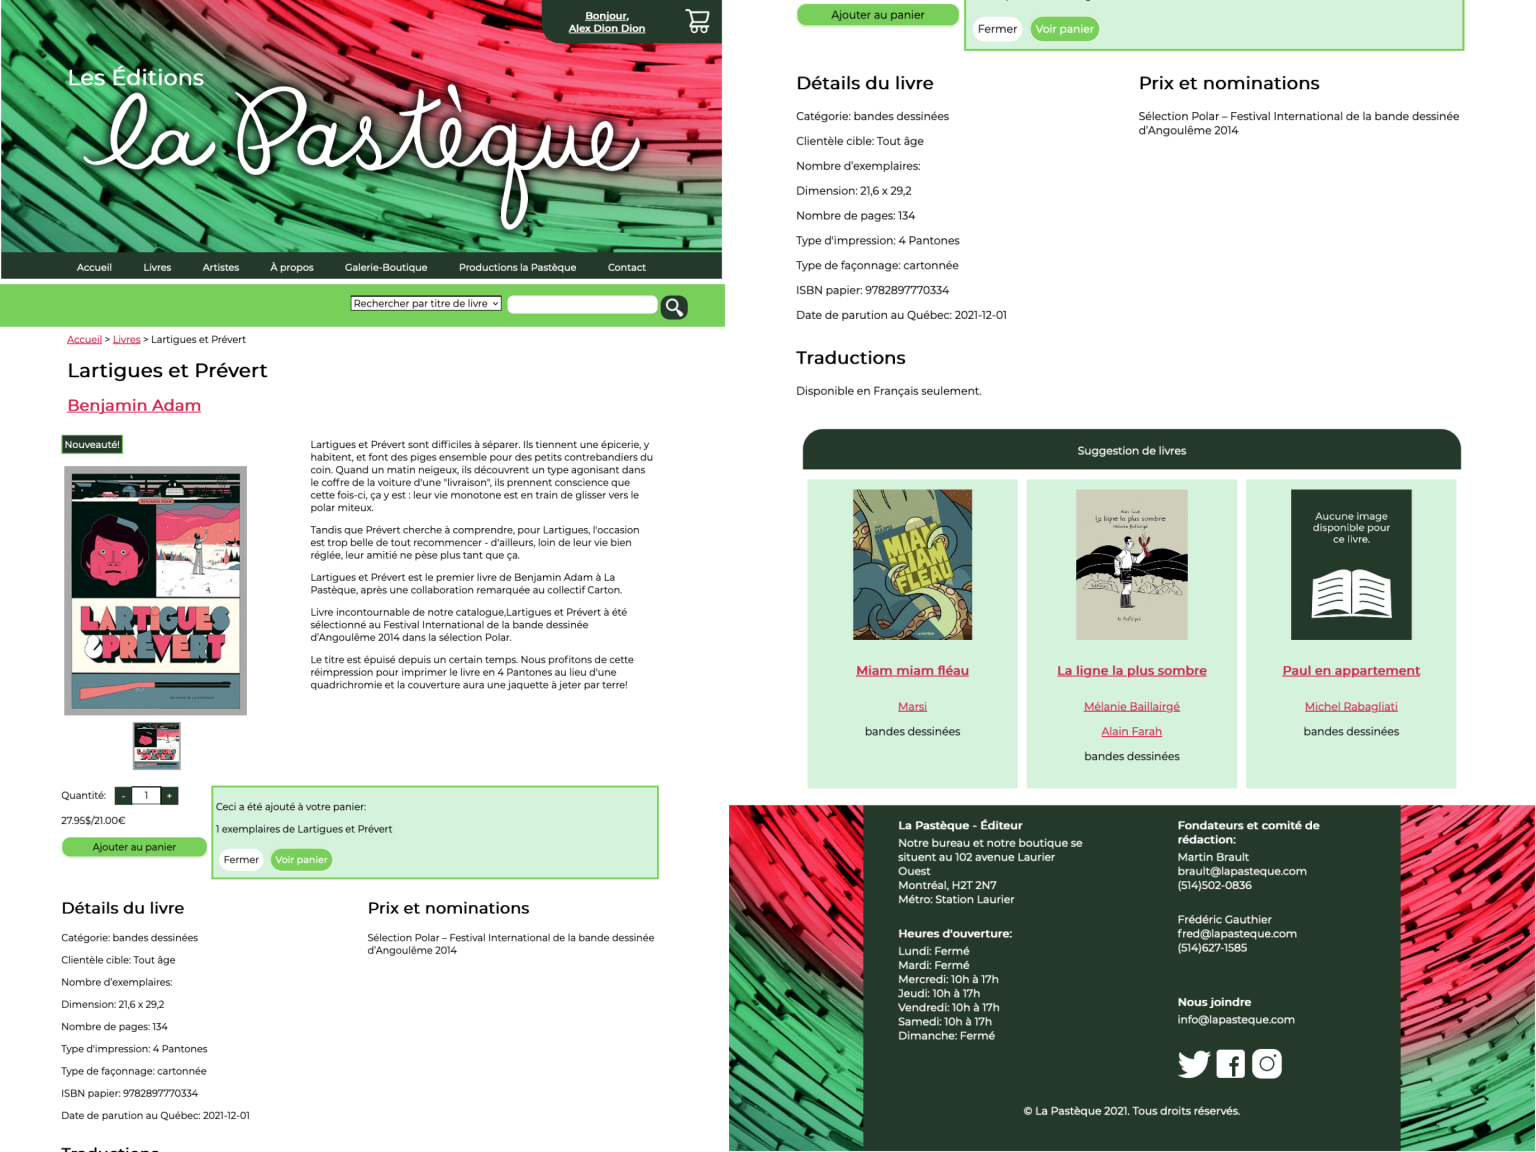 Bonjour,
Alex Dion Dion
Les Éditions
la Pastèque
Accueil Livres Artistes À propos Galerie-Boutique Productions la Pastèque Contact
Rechercher par titre de livre
Accueil > Livres > Lartigues et Prévert
Lartigues et Prévert
Benjamin Adam
Nouveauté!
BENJAMIN ADAM
LARTIGUES
& PRÉVERT
Lartigues et Prévert sont difficiles à séparer. Ils tiennent une épicerie, y
habitent, et font des piges ensemble pour des petits contrebandiers du
coin. Quand un matin neigeux, ils découvrent un type agonisant dans
le coffre de la voiture d'une "livraison", ils prennent conscience que
cette fois-ci, ça y est : leur vie monotone est en train de glisser vers le
polar miteux.
Tandis que Prévert cherche à comprendre, pour Lartigues, l'occasion
est trop belle de tout recommencer - d'ailleurs, loin de leur vie bien
réglée, leur amitié ne pèse plus tant que ça.
Lartigues et Prévert est le premier livre de Benjamin Adam à La
Pastèque, après une collaboration remarquée au collectif Carton.
Livre incontournable de notre catalogue,Lartigues et Prévert à été
sélectionné au Festival International de la bande dessinée
d'Angoulême 2014 dans la sélection Polar.
Le titre est épuisé depuis un certain temps. Nous profitons de cette
réimpression pour imprimer le livre en 4 Pantones au lieu d'une
quadrichromie et la couverture aura une jaquette à jeter par terre!
LARTIGUES
& PRÉVERT
Quantité: - 1 +
27.95$/21.00€
Ajouter au panier
Ceci a été ajouté à votre panier:
1 exemplaires de Lartigues et Prévert
Fermer Voir panier
Détails du livre
Catégorie: bandes dessinées
Clientèle cible: Tout âge
Nombre d'exemplaires:
Dimension: 21,6 x 29,2
Nombre de pages: 134
Type d'impression: 4 Pantones
Type de façonnage: cartonnée
ISBN papier: 9782897770334
Date de parution au Québec: 2021-12-01
Prix et nominations
Sélection Polar – Festival International de la bande dessinée
d'Angoulême 2014
Ajouter au panier
Fermer Voir panier
Détails du livre
Catégorie: bandes dessinées
Clientèle cible: Tout âge
Nombre d'exemplaires:
Dimension: 21,6 x 29,2
Nombre de pages: 134
Type d'impression: 4 Pantones
Type de façonnage: cartonnée
ISBN papier: 9782897770334
Date de parution au Québec: 2021-12-01
Prix et nominations
Sélection Polar – Festival International de la bande dessinée
d'Angoulême 2014
Traductions
Disponible en Français seulement.
Suggestion de livres
MIAM
MIAM
FLÉAU
Miam miam fléau
Marsi
bandes dessinées
Alain Farah
La ligne la plus sombre
Mélanie Baillairgé
la Pastèque
La ligne la plus sombre
Mélanie Baillairgé
Alain Farah
bandes dessinées
Aucune image
disponible pour
ce livre.
Paul en appartement
Michel Rabagliati
bandes dessinées
La Pastèque - Éditeur
Notre bureau et notre boutique se
situent au 102 avenue Laurier
Ouest
Montréal, H2T 2N7
Métro: Station Laurier
Heures d'ouverture:
Lundi: Fermé
Mardi: Fermé
Mercredi: 10h à 17h
Jeudi: 10h à 17h
Vendredi: 10h à 17h
Samedi: 10h à 17h
Dimanche: Fermé
Fondateurs et comité de
rédaction:
Martin Brault
brault@lapasteque.com
(514)502-0836
Frédéric Gauthier
fred@lapasteque.com
(514)627-1585
Nous joindre
info@lapasteque.com
© La Pastèque 2021. Tous droits réservés.